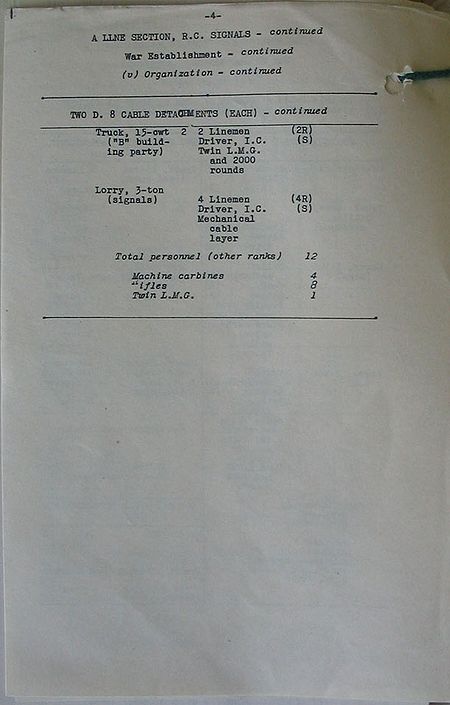 -4-
A LLNE SECTION, R.C. SIGNALS - continued
War Establishment - continued
(v) Organization - continued
TWO D. 8 CABLE DETACHMENTS (EACH) - continued
Truck, 15-cwt 2 2 Linemen (2R)
("B" build- Driver, I.C. (S)
ing party) Twin L.M.G.
and 2000
rounds
Lorry, 3-ton
(signals) 4 Linemen (4R)
Driver, I.C. (S)
Mechanical
cable
layer
Total personnel (other ranks) 12
Machine carbines 4
"ifles 8
Twin L.M.G. 1